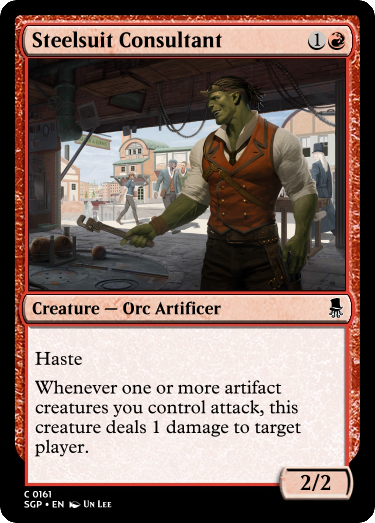 Steelsuit Consultant 1
Creature — Orc Artificer
Haste
Whenever one or more artifact
creatures you control attack, this
creature deals 1 damage to target
player.
2/2
C 0161
SGP • EN Un Lee